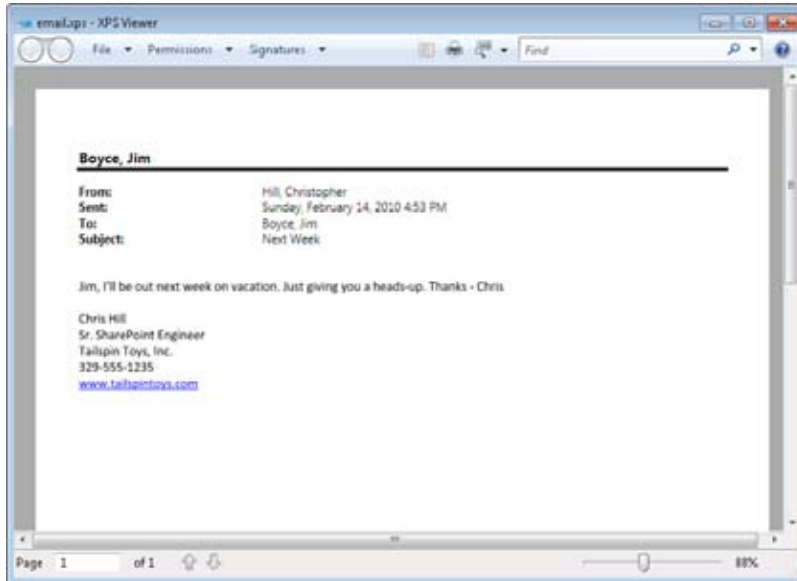 email.xps - XPS Viewer
File Permissions Signatures Find
Boyce, Jim
From: Hill, Christopher
Sent: Sunday, February 14, 2010 4:53 PM
To: Boyce, Jim
Subject: Next Week
Jim, I'll be out next week on vacation. Just giving you a heads-up. Thanks - Chris
Chris Hill
Sr. SharePoint Engineer
Tailspin Toys, Inc.
329-555-1235
www.tailspintoys.com
Page 1 of 1 88%